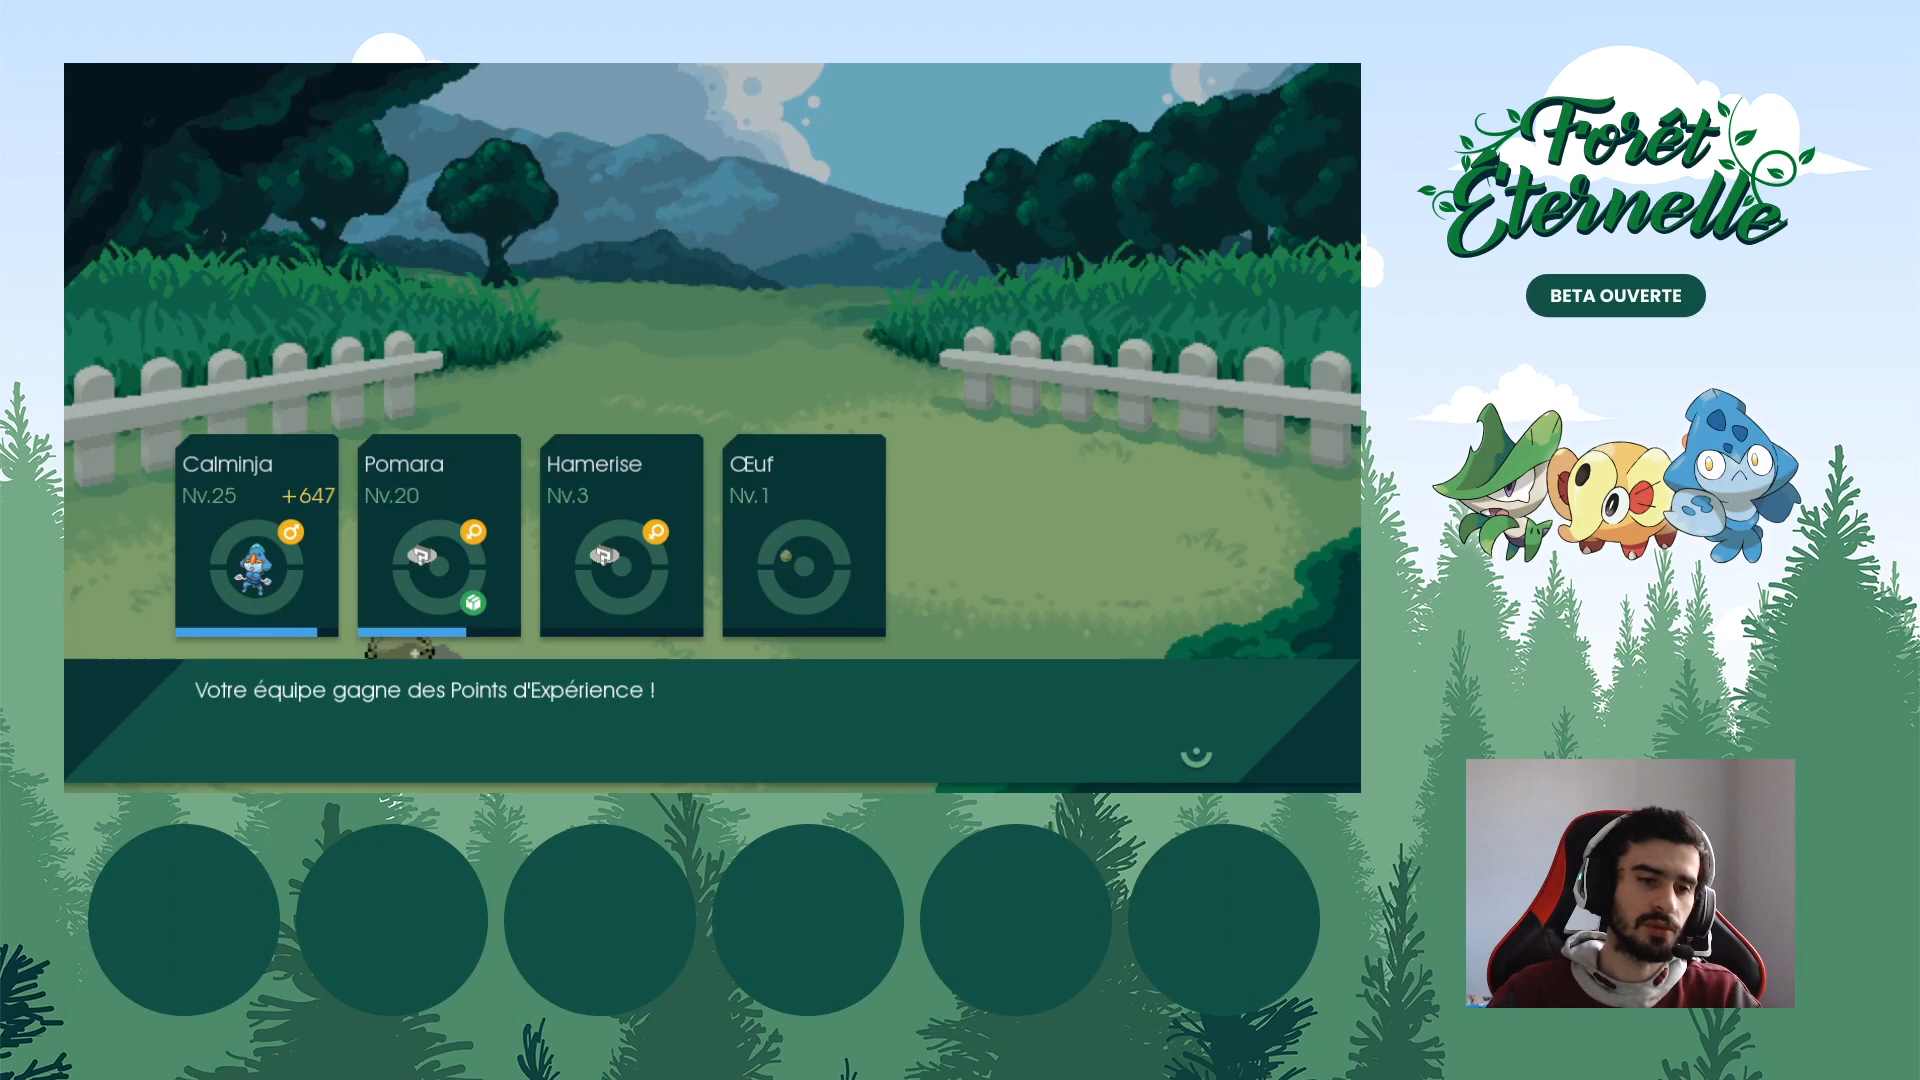 Forêt
Éternelle
BETA OUVERTE
Calminja
Nv.25 +647
Pomara
Nv.20
Hamerise
Nv.3
Œuf
Nv.1
Votre équipe gagne des Points d'Expérience !